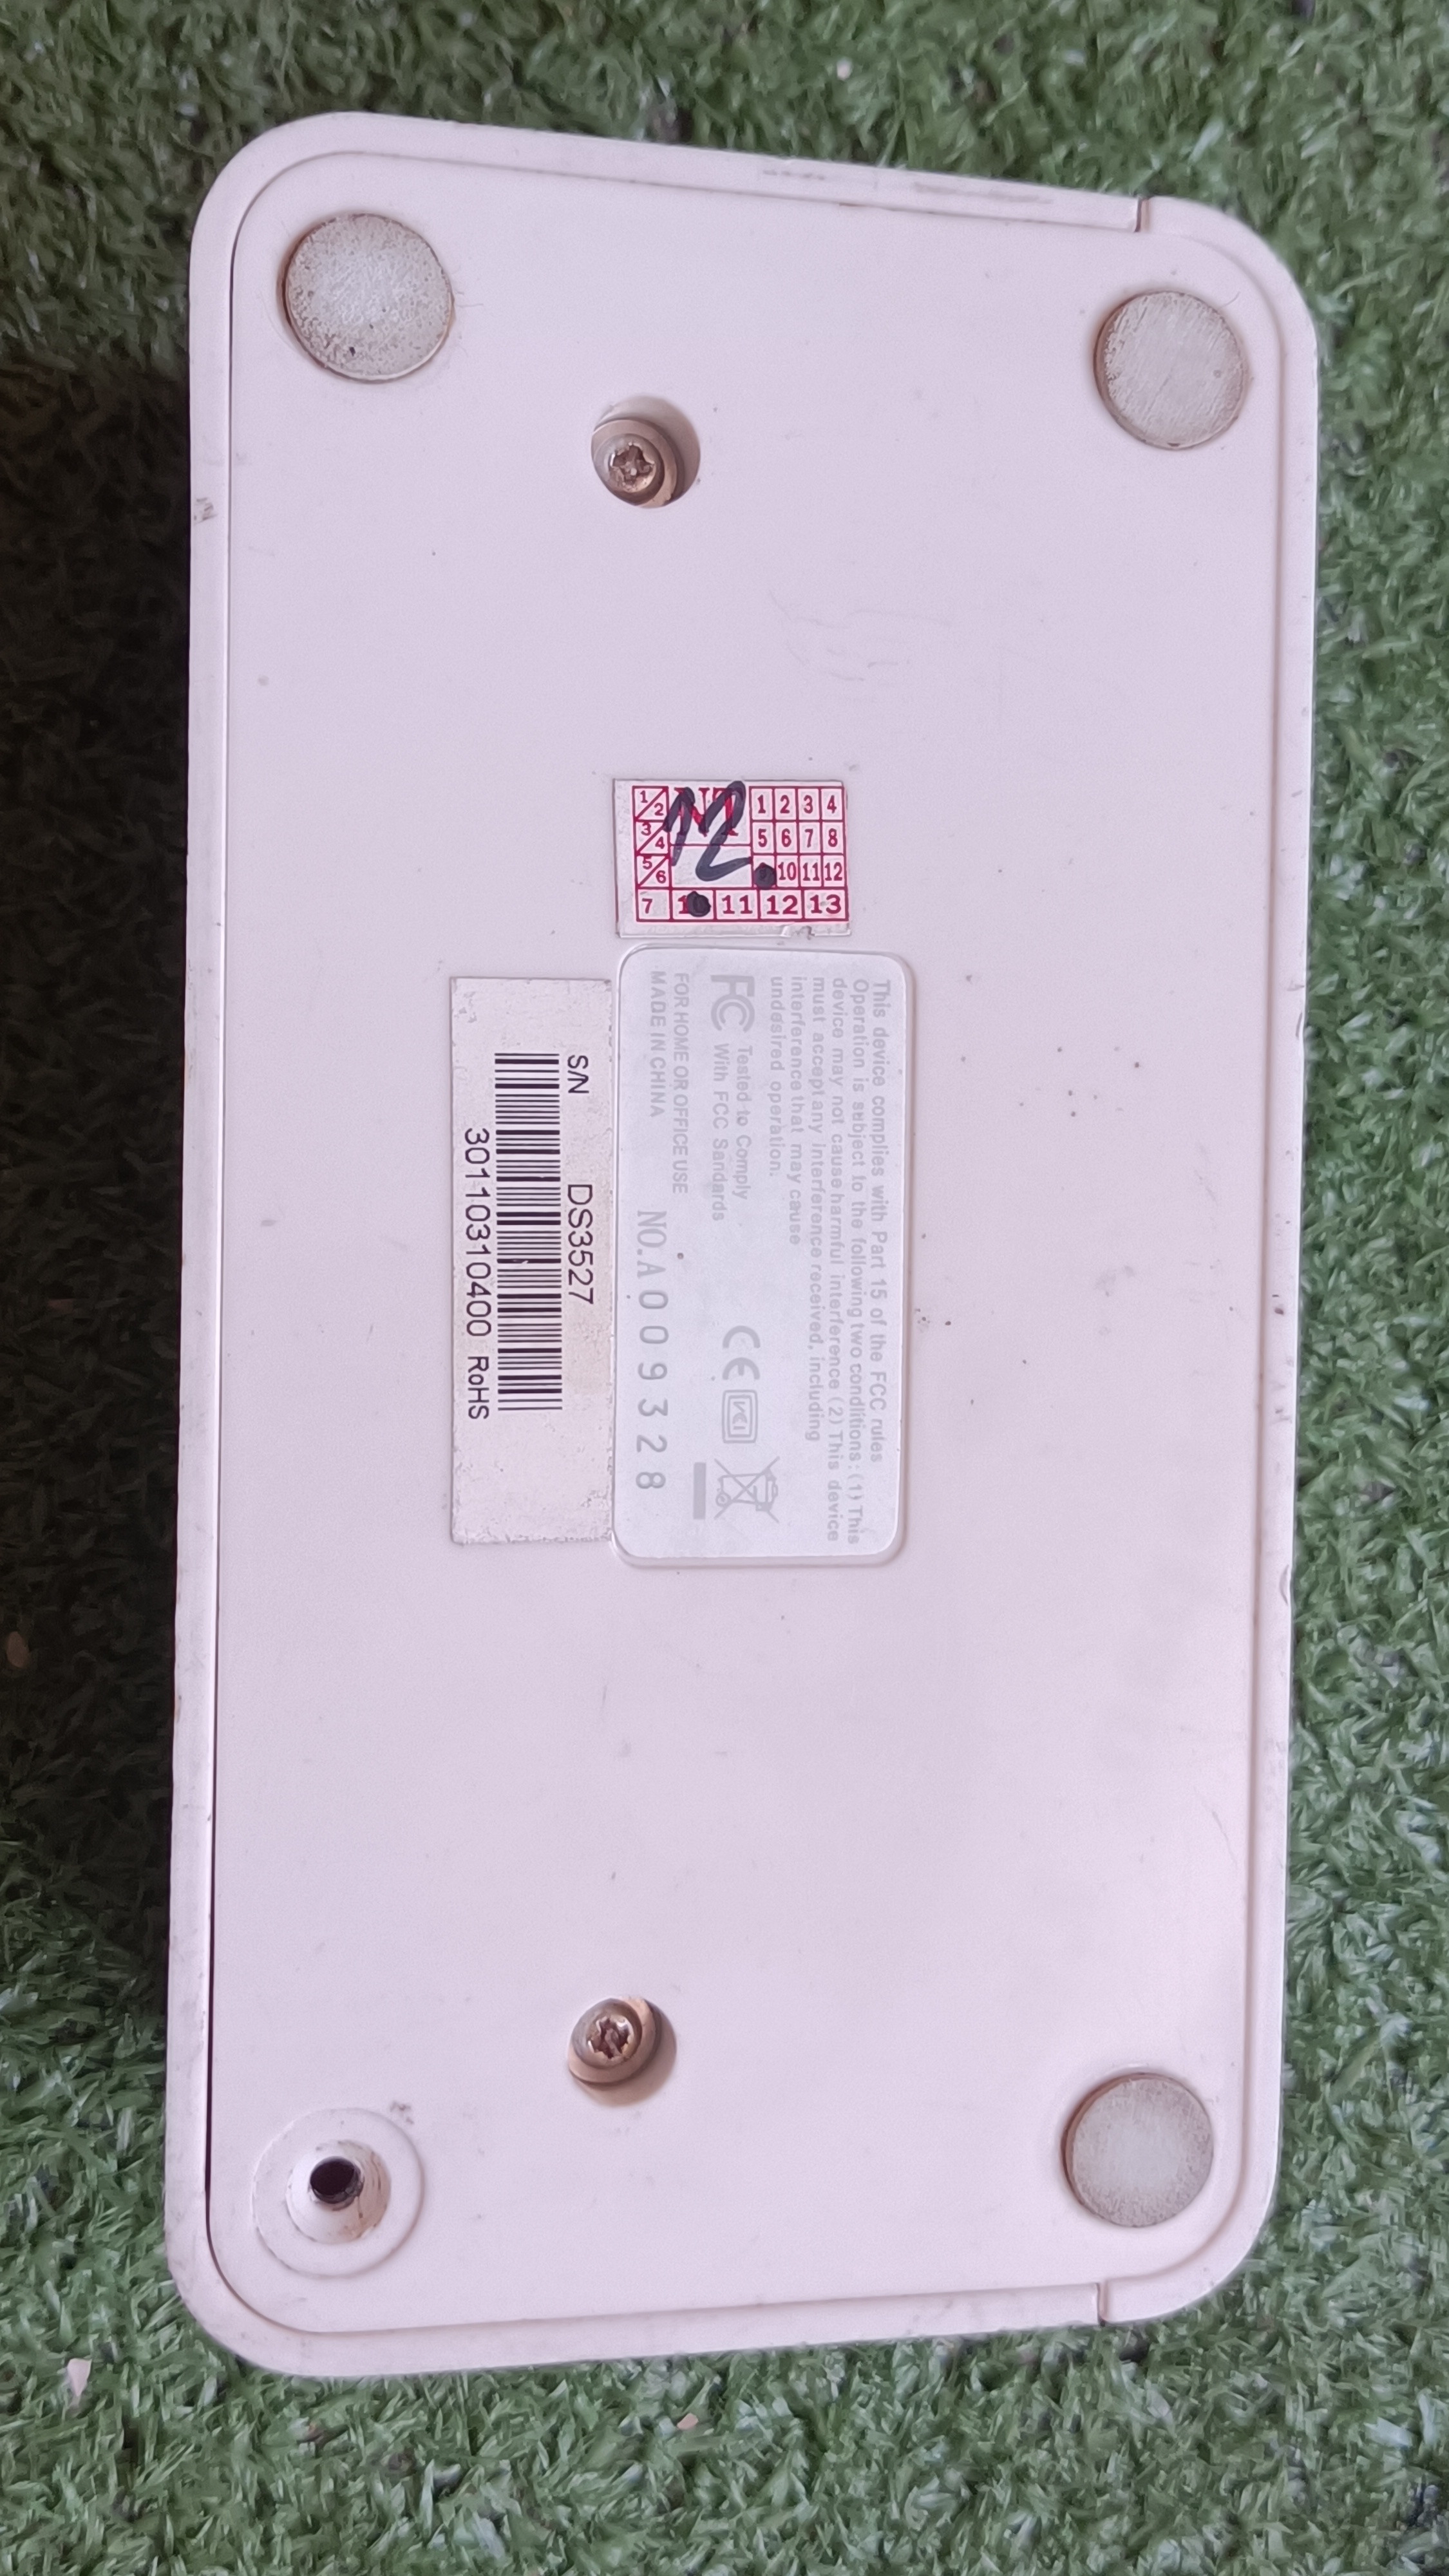 1/2 NT 1 2 3 4
3/4 12 5 6 7 8
5/6 10 11 12
7 11 12 13
This device complies with Part 15 of the FCC rules
Operation is subject to the following two condlitions: (1) This
device may not cause harmful interference (2) This device
must accept any interference received, including
interference that may cause
undesired operation.
FC Tested to Comply
With FCC Sandards
CE
FOR HOME OR OFFICE USE
MADE IN CHINA
NO.A009328
S/N DS3527
30110310400 RoHS